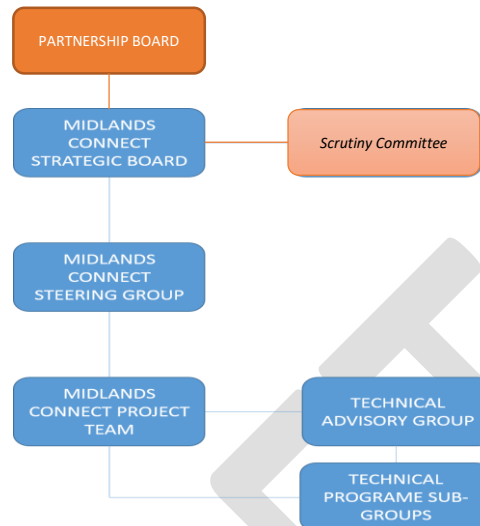 PARTNERSHIP BOARD
MIDLANDS
CONNECT
STRATEGIC BOARD
Scrutiny Committee
MIDLANDS
CONNECT
STEERING GROUP
MIDLANDS
CONNECT PROJECT
TEAM
TECHNICAL
ADVISORY GROUP
TECHNICAL
PROGRAME SUB-
GROUPS